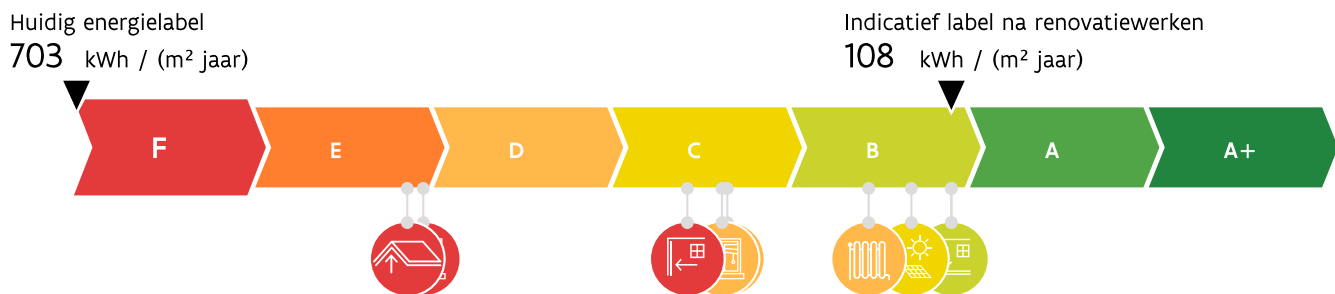 Huidig energielabel
703 kWh / (m² jaar)
Indicatief label na renovatiewerken
108 kWh / (m² jaar)
F E D C B A A+